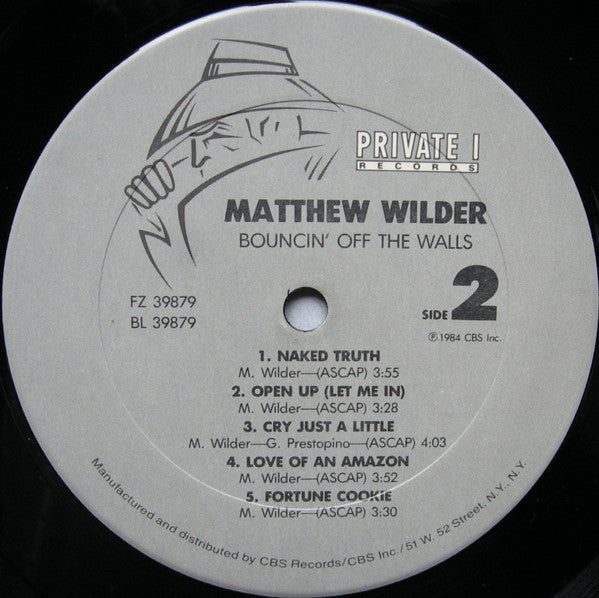 PRIVATE I
RECORDS
MATTHEW WILDER
BOUNCIN' OFF THE WALLS
FZ 39879
BL 39879
SIDE 2
℗1984 CBS Inc.
1. NAKED TRUTH
M. Wilder—(ASCAP) 3:55
2. OPEN UP (LET ME IN)
M. Wilder—(ASCAP) 3:28
3. CRY JUST A LITTLE
M. Wilder—G. Prestopino—(ASCAP) 4:03
4. LOVE OF AN AMAZON
M. Wilder—(ASCAP) 3:52
5. FORTUNE COOKIE
M. Wilder—(ASCAP) 3:30
Manufactured and distributed by CBS Records/CBS Inc./51 W. 52 Street, N.Y., N.Y.